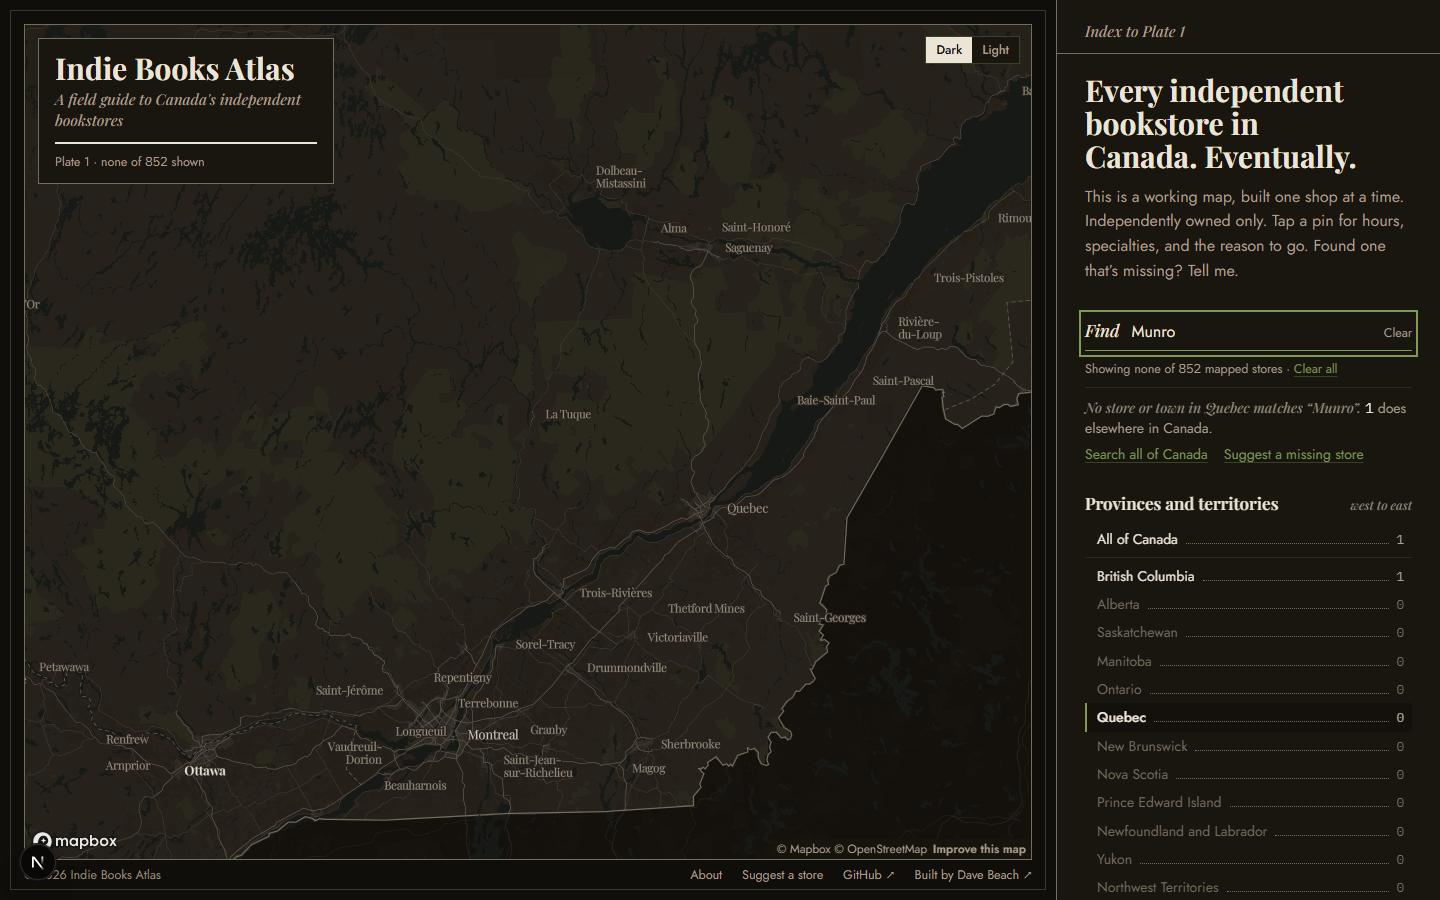 Indie Books Atlas
A field guide to Canada's independent
bookstores
Plate 1 · none of 852 shown
Dark Light
Ba
Dolbeau-
Mistassini
Alma
Saint-Honoré
Saguenay
Rimou
Trois-Pistoles
'Or
Rivière-
du-Loup
Saint-Pascal
Baie-Saint-Paul
La Tuque
Quebec
Trois-Rivières
Thetford Mines
Saint-Georges
Victoriaville
Sorel-Tracy
Drummondville
Petawawa
Repentigny
Saint-Jérôme
Terrebonne
Longueuil
Montreal
Granby
Renfrew
Vaudreuil-
Dorion
Sherbrooke
Arnprior
Ottawa
Saint-Jean-
sur-Richelieu
Magog
Beauharnois
mapbox
© Mapbox © OpenStreetMap Improve this map
N
26 Indie Books Atlas
About Suggest a store GitHub ↗ Built by Dave Beach ↗
Index to Plate 1
Every independent
bookstore in
Canada. Eventually.
This is a working map, built one shop at a time.
Independently owned only. Tap a pin for hours,
specialties, and the reason to go. Found one
that's missing? Tell me.
Find Munro Clear
Showing none of 852 mapped stores · Clear all
No store or town in Quebec matches “Munro”. 1 does
elsewhere in Canada.
Search all of Canada Suggest a missing store
Provinces and territories west to east
All of Canada 1
British Columbia 1
Alberta 0
Saskatchewan 0
Manitoba 0
Ontario 0
Quebec 0
New Brunswick 0
Nova Scotia 0
Prince Edward Island 0
Newfoundland and Labrador 0
Yukon 0
Northwest Territories 0